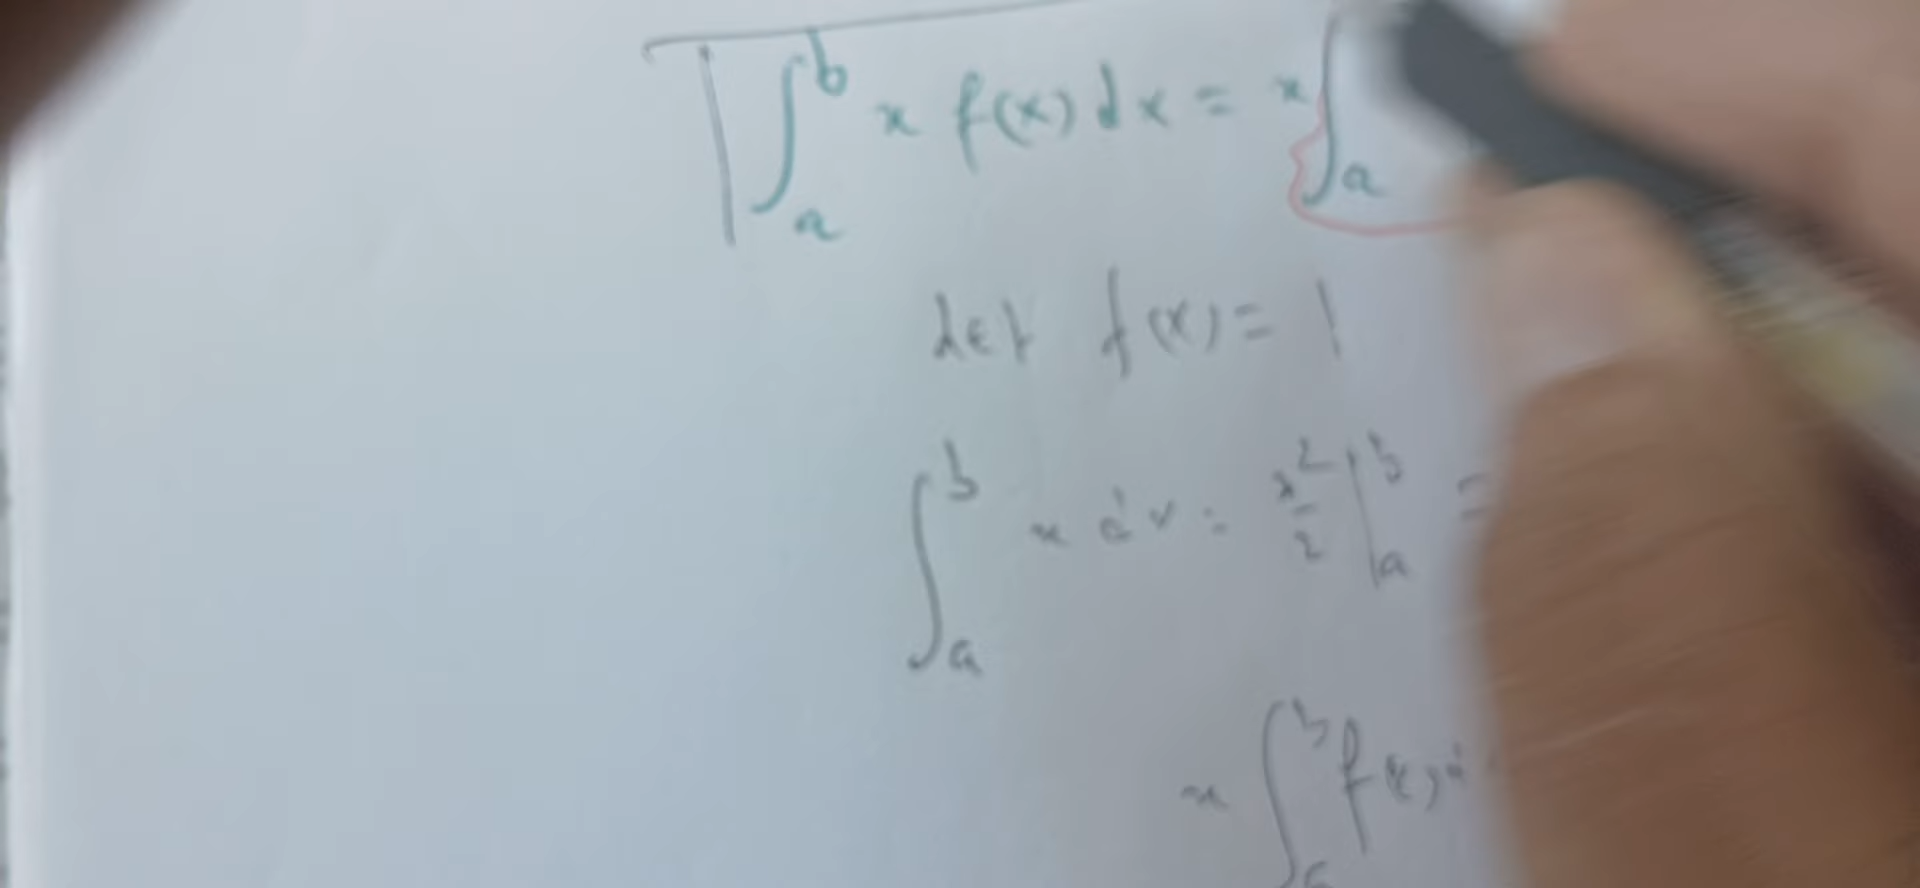 ∫_a^b x f(x) dx = x ∫_a
Let f(x) = 1
∫_a^b x dx = x²/2 |_a^b =
x ∫_a^b f(x) d